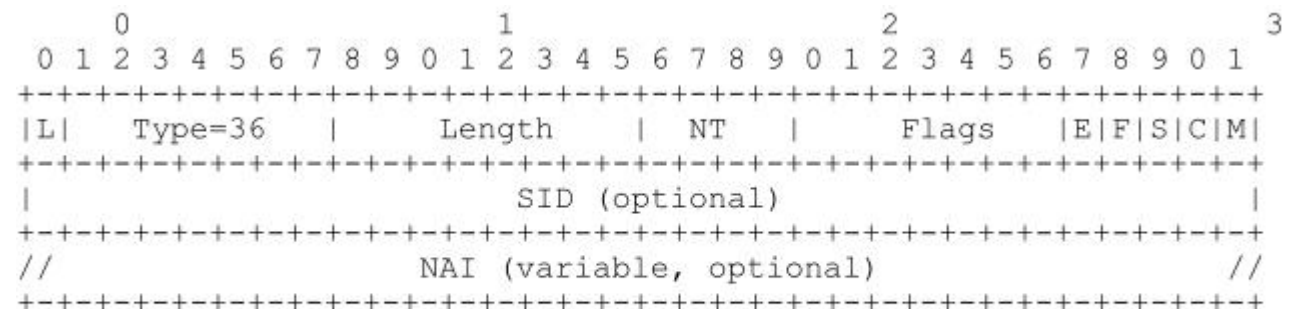 0 1 2 3
0 1 2 3 4 5 6 7 8 9 0 1 2 3 4 5 6 7 8 9 0 1 2 3 4 5 6 7 8 9 0 1
+-+-+-+-+-+-+-+-+-+-+-+-+-+-+-+-+-+-+-+-+-+-+-+-+-+-+-+-+-+-+-+-+
|L| Type=36 | Length | NT | Flags |E|F|S|C|M|
+-+-+-+-+-+-+-+-+-+-+-+-+-+-+-+-+-+-+-+-+-+-+-+-+-+-+-+-+-+-+-+-+
| SID (optional) |
+-+-+-+-+-+-+-+-+-+-+-+-+-+-+-+-+-+-+-+-+-+-+-+-+-+-+-+-+-+-+-+-+
// NAI (variable, optional) //
+-+-+-+-+-+-+-+-+-+-+-+-+-+-+-+-+-+-+-+-+-+-+-+-+-+-+-+-+-+-+-+-+